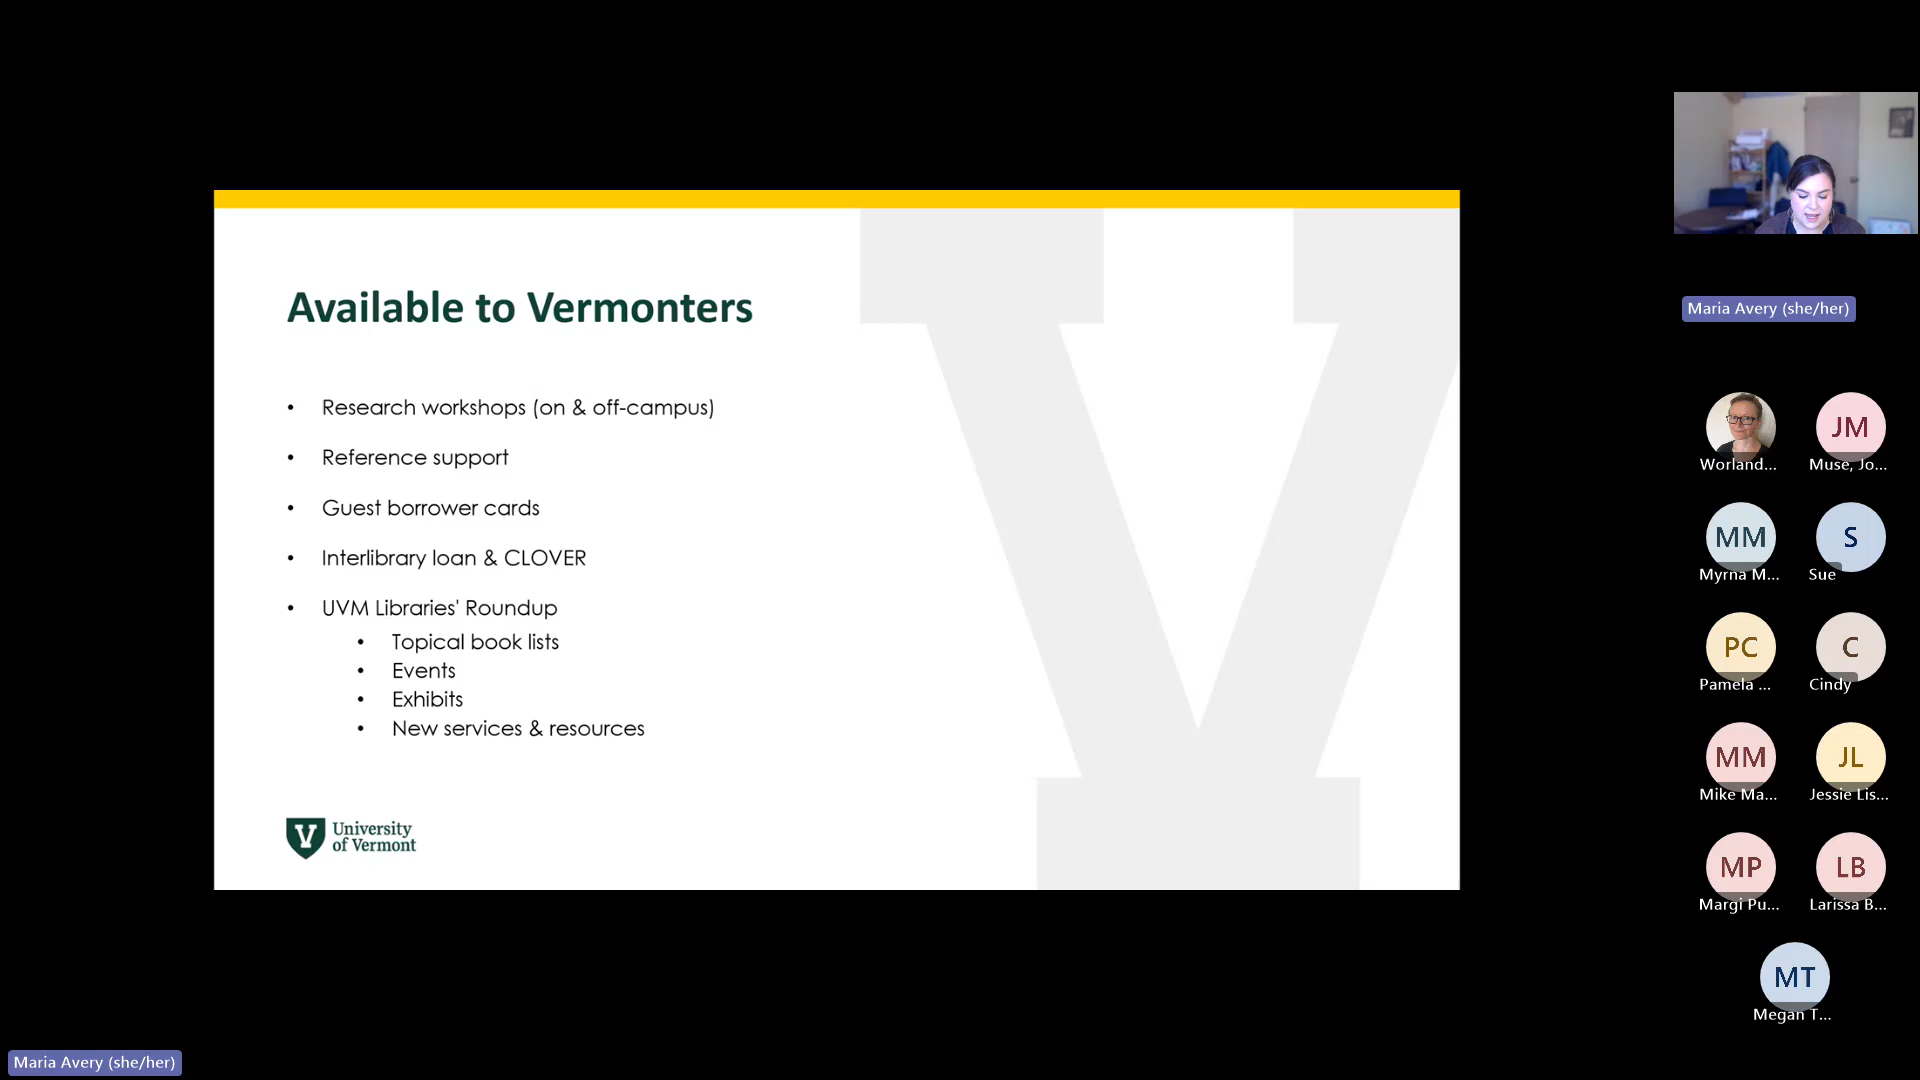 Available to Vermonters
• Research workshops (on & off-campus)
• Reference support
• Guest borrower cards
• Interlibrary loan & CLOVER
• UVM Libraries' Roundup
• Topical book lists
• Events
• Exhibits
• New services & resources
V University
of Vermont
Maria Avery (she/her)
Worland...
JM
Muse, Jo...
MM
Myrna M...
S
Sue
PC
Pamela ...
C
Cindy
MM
Mike Ma...
JL
Jessie Lis...
MP
Margi Pu...
LB
Larissa B...
MT
Megan T...
Maria Avery (she/her)